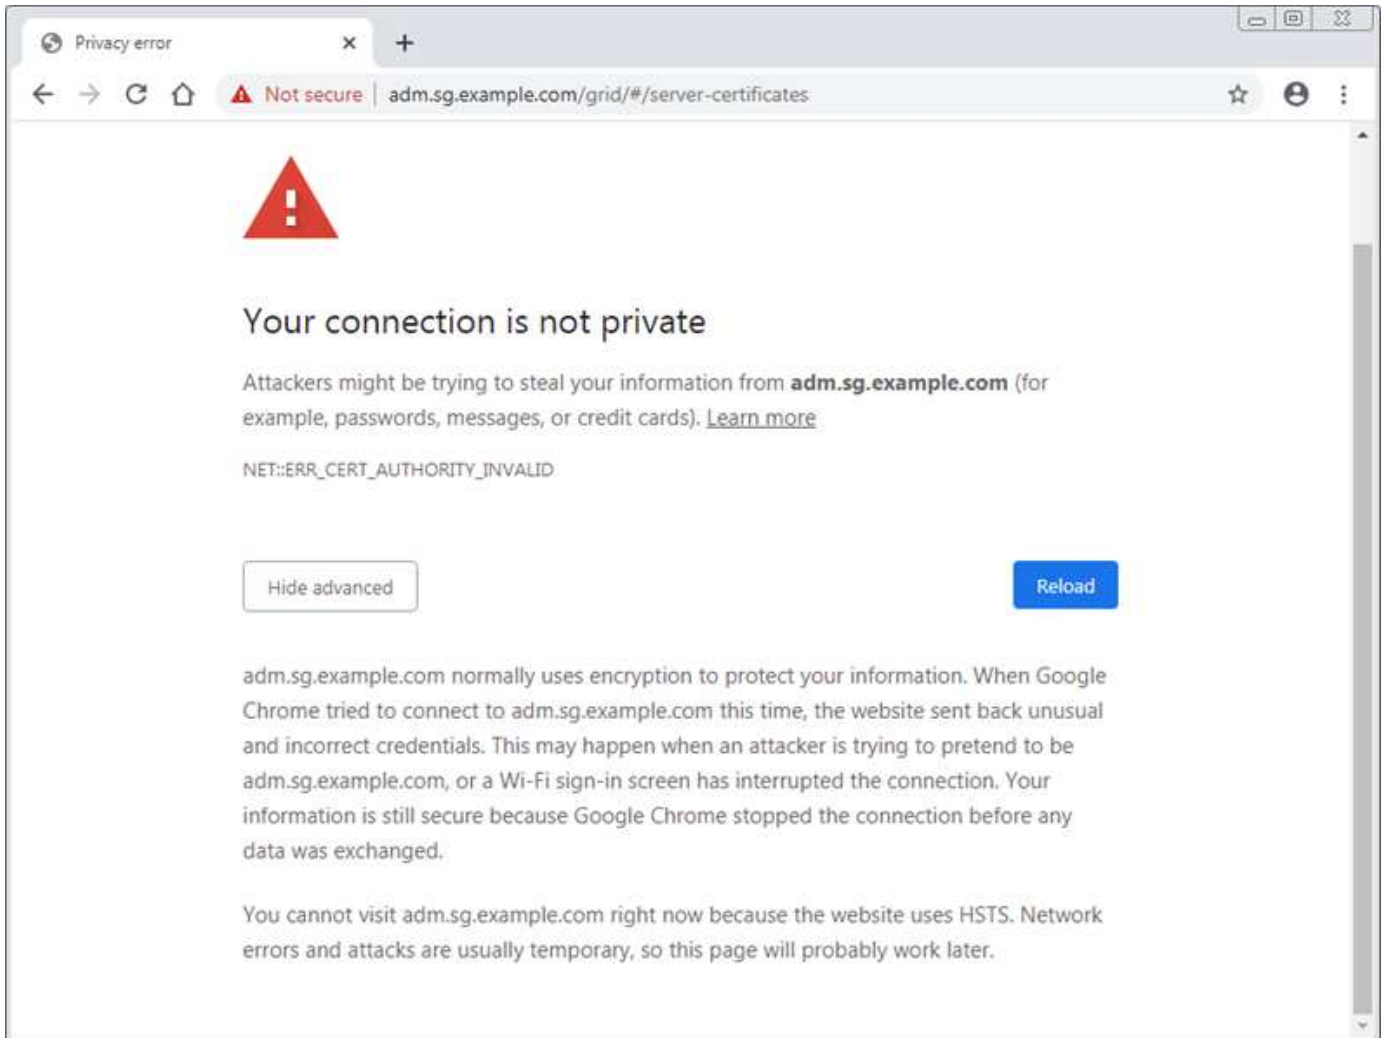 Privacy error
Not secure adm.sg.example.com/grid/#/server-certificates
Your connection is not private
Attackers might be trying to steal your information from adm.sg.example.com (for
example, passwords, messages, or credit cards). Learn more
NET::ERR_CERT_AUTHORITY_INVALID
Hide advanced
Reload
adm.sg.example.com normally uses encryption to protect your information. When Google
Chrome tried to connect to adm.sg.example.com this time, the website sent back unusual
and incorrect credentials. This may happen when an attacker is trying to pretend to be
adm.sg.example.com, or a Wi-Fi sign-in screen has interrupted the connection. Your
information is still secure because Google Chrome stopped the connection before any
data was exchanged.
You cannot visit adm.sg.example.com right now because the website uses HSTS. Network
errors and attacks are usually temporary, so this page will probably work later.